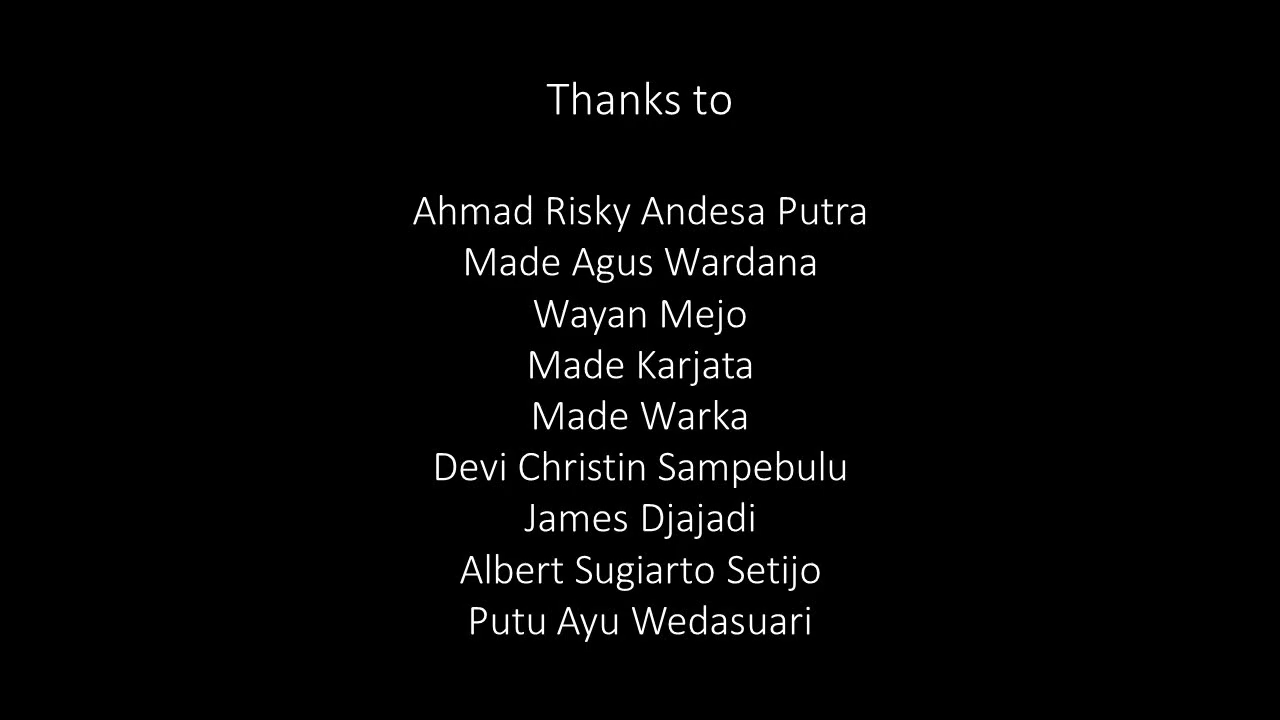 Thanks to
Ahmad Risky Andesa Putra
Made Agus Wardana
Wayan Mejo
Made Karjata
Made Warka
Devi Christin Sampebulu
James Djajadi
Albert Sugiarto Setijo
Putu Ayu Wedasuari